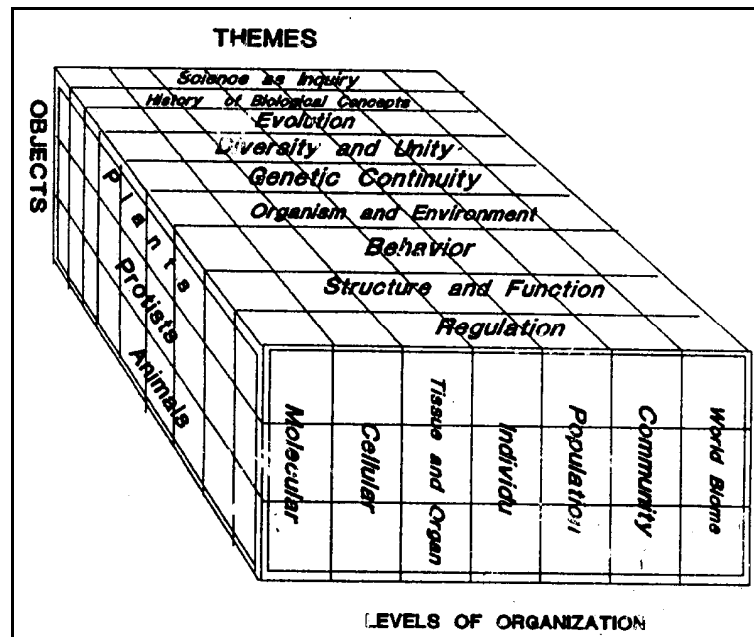 THEMES
Science as Inquiry
History of Biological Concepts
Evolution
Diversity and Unity
Genetic Continuity
Organism and Environment
Behavior
Structure and Function
Regulation
OBJECTS
Plants
Protists
Animals
Molecular
Cellular
Tissue and Organ
Individu
Population
Community
World Biome
LEVELS OF ORGANIZATION